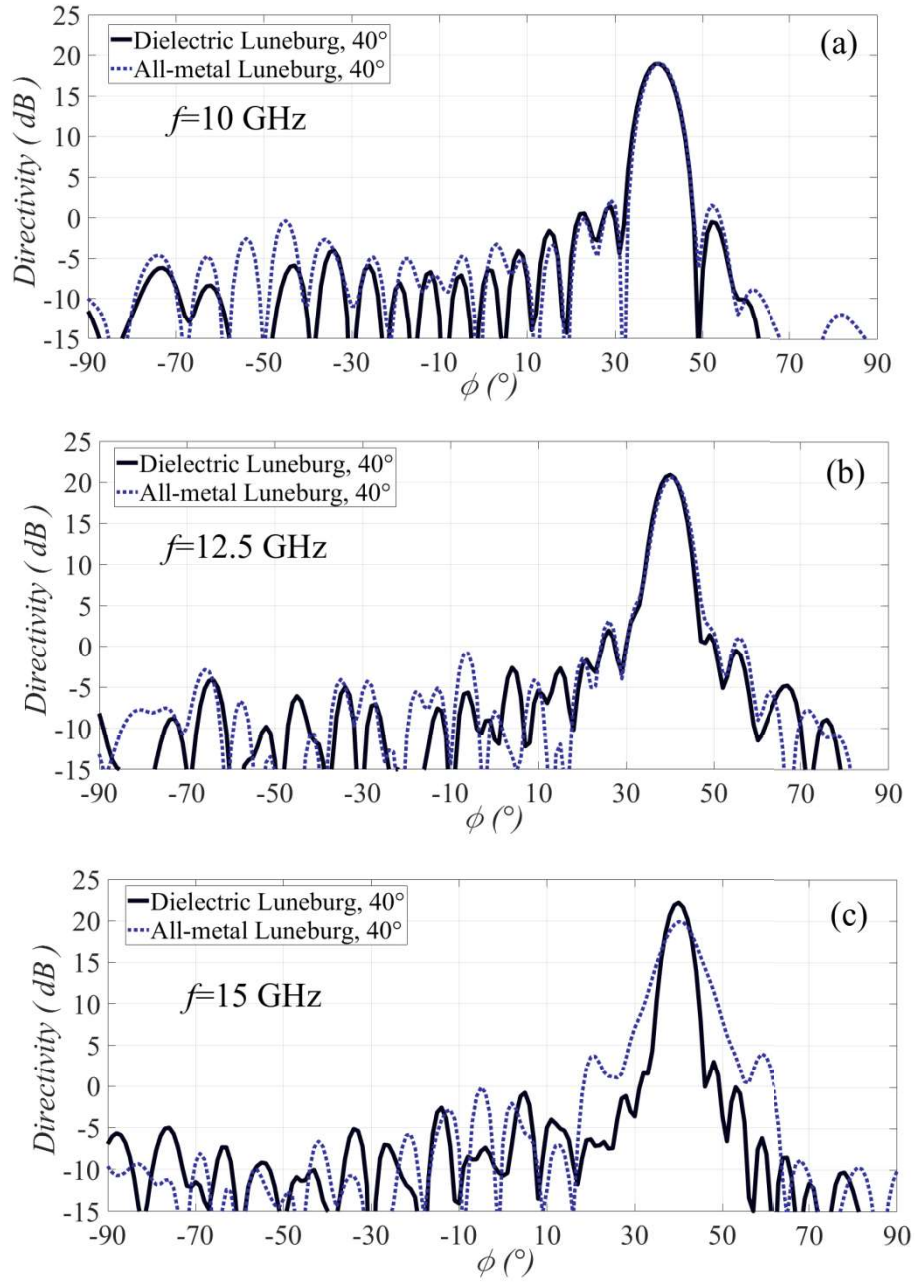 25
20
15
10
5
0
-5
-10
-15
Directivity ( dB )
Dielectric Luneburg, 40°
All-metal Luneburg, 40°
f=10 GHz
(a)
-90 -70 -50 -30 -10 10 30 50 70 90
ϕ (°)
25
20
15
10
5
0
-5
-10
-15
Directivity ( dB )
Dielectric Luneburg, 40°
All-metal Luneburg, 40°
f=12.5 GHz
(b)
-90 -70 -50 -30 -10 10 30 50 70 90
ϕ (°)
25
20
15
10
5
0
-5
-10
-15
Directivity ( dB )
Dielectric Luneburg, 40°
All-metal Luneburg, 40°
f=15 GHz
(c)
-90 -70 -50 -30 -10 10 30 50 70 90
ϕ (°)